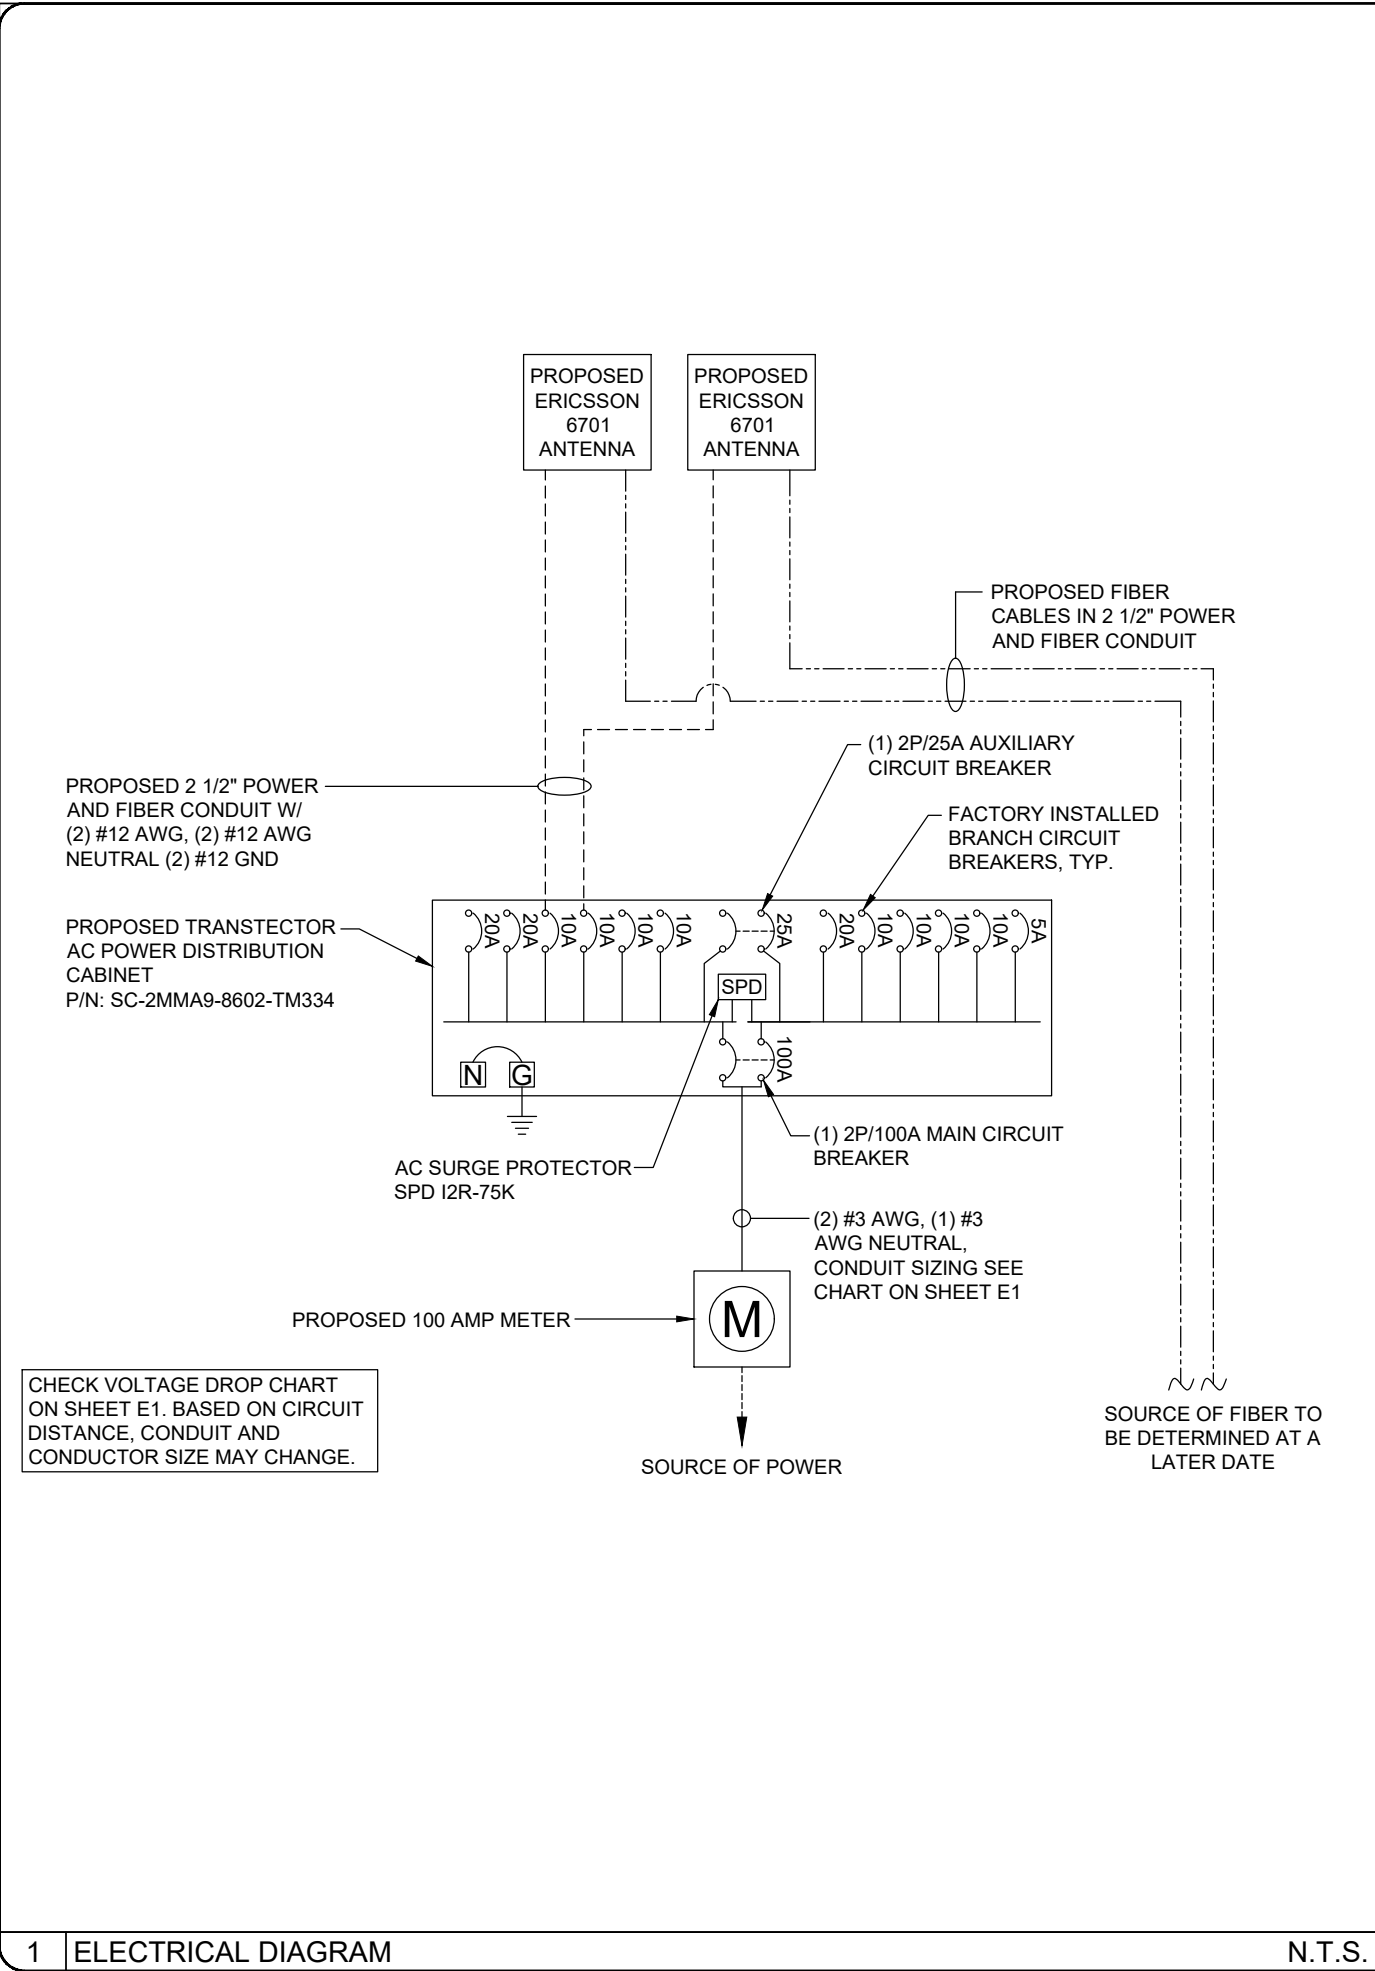 PROPOSED
ERICSSON
6701
ANTENNA
PROPOSED
ERICSSON
6701
ANTENNA
PROPOSED FIBER
CABLES IN 2 1/2" POWER
AND FIBER CONDUIT
(1) 2P/25A AUXILIARY
CIRCUIT BREAKER
PROPOSED 2 1/2" POWER
AND FIBER CONDUIT W/
(2) #12 AWG, (2) #12 AWG
NEUTRAL (2) #12 GND
FACTORY INSTALLED
BRANCH CIRCUIT
BREAKERS, TYP.
PROPOSED TRANSTECTOR
AC POWER DISTRIBUTION
CABINET
P/N: SC-2MMA9-8602-TM334
20A
20A
10A
10A
10A
10A
25A
20A
10A
10A
10A
10A
5A
SPD
100A
N
G
(1) 2P/100A MAIN CIRCUIT
BREAKER
AC SURGE PROTECTOR
SPD I2R-75K
(2) #3 AWG, (1) #3
AWG NEUTRAL,
CONDUIT SIZING SEE
CHART ON SHEET E1
PROPOSED 100 AMP METER
M
CHECK VOLTAGE DROP CHART
ON SHEET E1. BASED ON CIRCUIT
DISTANCE, CONDUIT AND
CONDUCTOR SIZE MAY CHANGE.
SOURCE OF POWER
SOURCE OF FIBER TO
BE DETERMINED AT A
LATER DATE
1 ELECTRICAL DIAGRAM N.T.S.